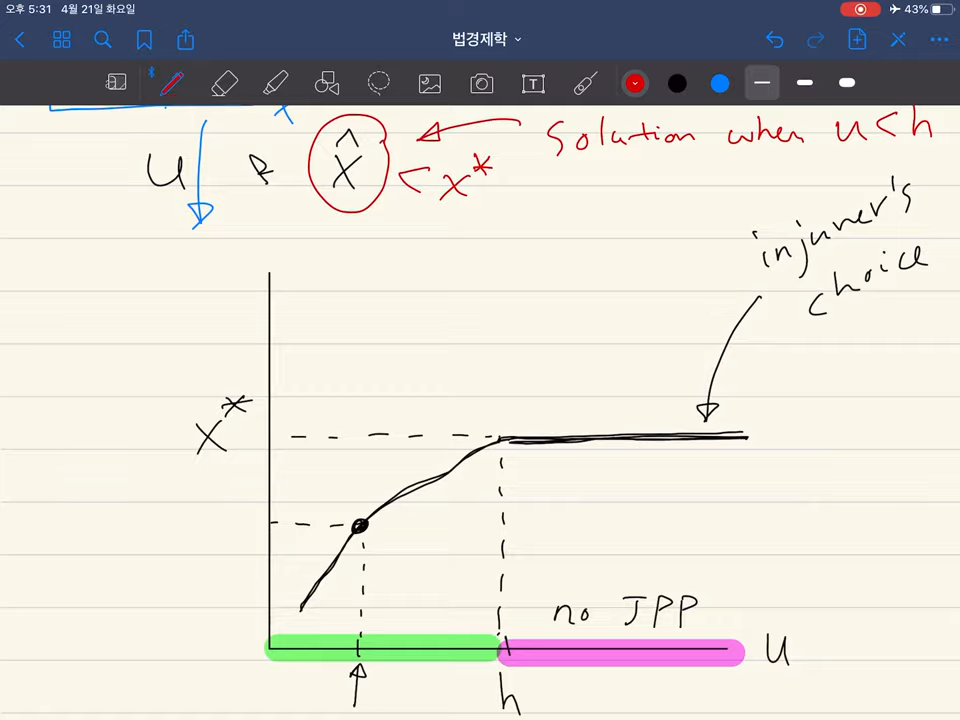 오후 5:31 4월 21일 화요일
43%
법경제학
T
x
solution when u < h
u x̂ < x*
injurer's
choice
x*
no JPP
u
h